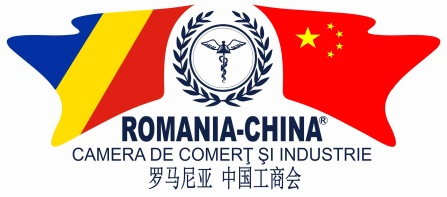 ROMANIA-CHINA®
CAMERA DE COMERŢ ŞI INDUSTRIE
罗马尼亚 中国工商会